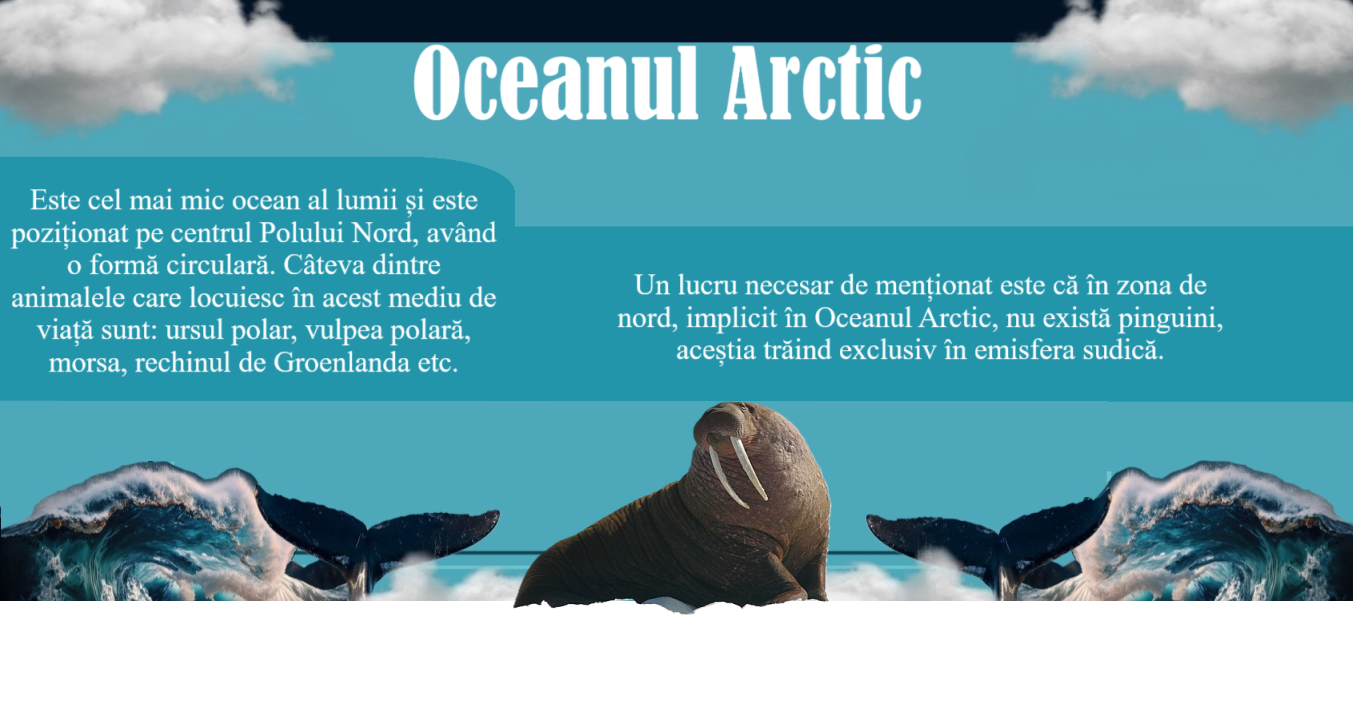 Oceanul Arctic
Este cel mai mic ocean al lumii și este
poziționat pe centrul Polului Nord, având
o formă circulară. Câteva dintre
animalele care locuiesc în acest mediu de
viață sunt: ursul polar, vulpea polară,
morsa, rechinul de Groenlanda etc.
Un lucru necesar de menționat este că în zona de
nord, implicit în Oceanul Arctic, nu există pinguini,
aceștia trăind exclusiv în emisfera sudică.